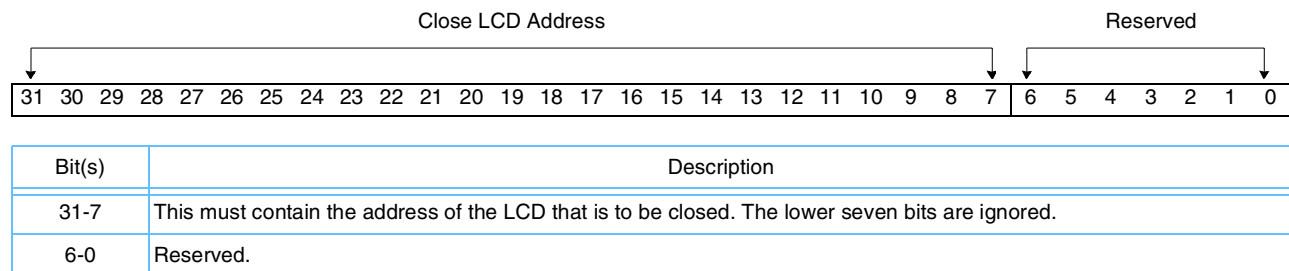 Close LCD Address Reserved
31 30 29 28 27 26 25 24 23 22 21 20 19 18 17 16 15 14 13 12 11 10 9 8 7 6 5 4 3 2 1 0
Bit(s) Description
31-7 This must contain the address of the LCD that is to be closed. The lower seven bits are ignored.
6-0 Reserved.